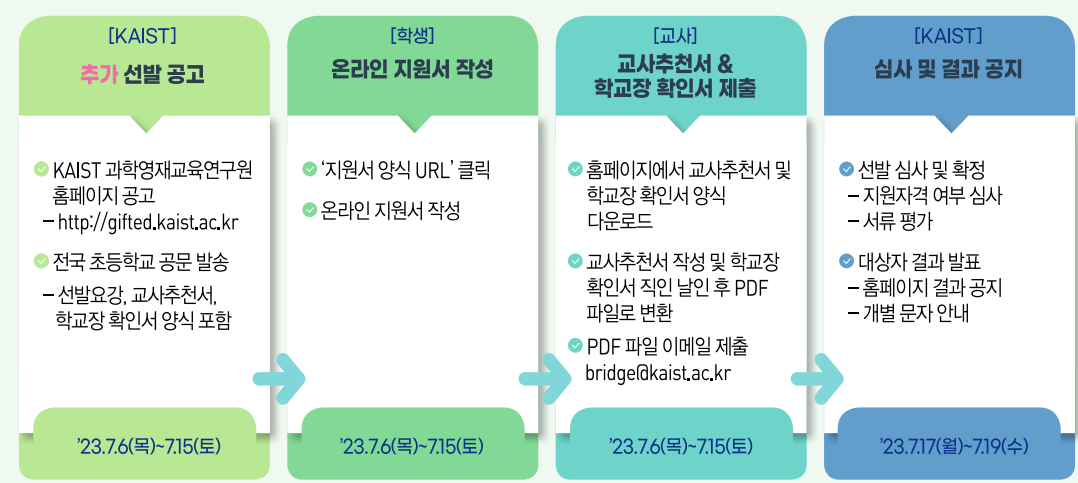 [KAIST]
추가 선발 공고
KAIST 과학영재교육연구원
홈페이지 공고
– http://gifted.kaist.ac.kr
전국 초등학교 공문 발송
– 선발요강, 교사추천서,
학교장 확인서 양식 포함
'23.7.6(목)~7.15(토)
[학생]
온라인 지원서 작성
'지원서 양식 URL' 클릭
온라인 지원서 작성
'23.7.6(목)~7.15(토)
[교사]
교사추천서 &
학교장 확인서 제출
홈페이지에서 교사추천서 및
학교장 확인서 양식
다운로드
교사추천서 작성 및 학교장
확인서 직인 날인 후 PDF
파일로 변환
PDF 파일 이메일 제출
bridge@kaist.ac.kr
'23.7.6(목)~7.15(토)
[KAIST]
심사 및 결과 공지
선발 심사 및 확정
– 지원자격 여부 심사
– 서류 평가
대상자 결과 발표
– 홈페이지 결과 공지
– 개별 문자 안내
'23.7.17(월)~7.19(수)